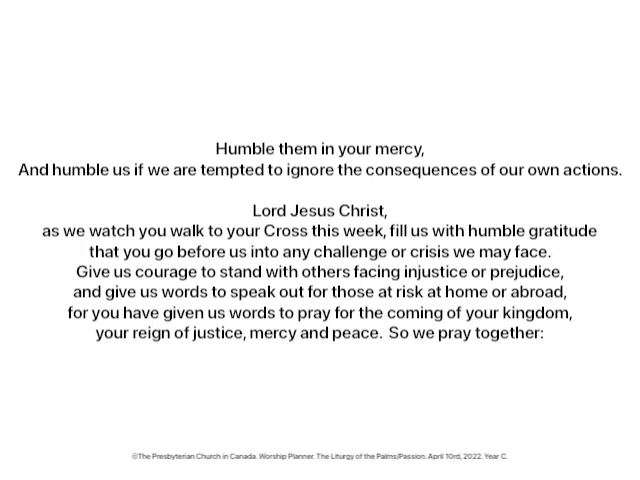 Humble them in your mercy,
And humble us if we are tempted to ignore the consequences of our own actions.
Lord Jesus Christ,
as we watch you walk to your Cross this week, fill us with humble gratitude
that you go before us into any challenge or crisis we may face.
Give us courage to stand with others facing injustice or prejudice,
and give us words to speak out for those at risk at home or abroad,
for you have given us words to pray for the coming of your kingdom,
your reign of justice, mercy and peace. So we pray together:
©The Presbyterian Church in Canada. Worship Planner. The Liturgy of the Palms/Passion. April 10rd, 2022. Year C.